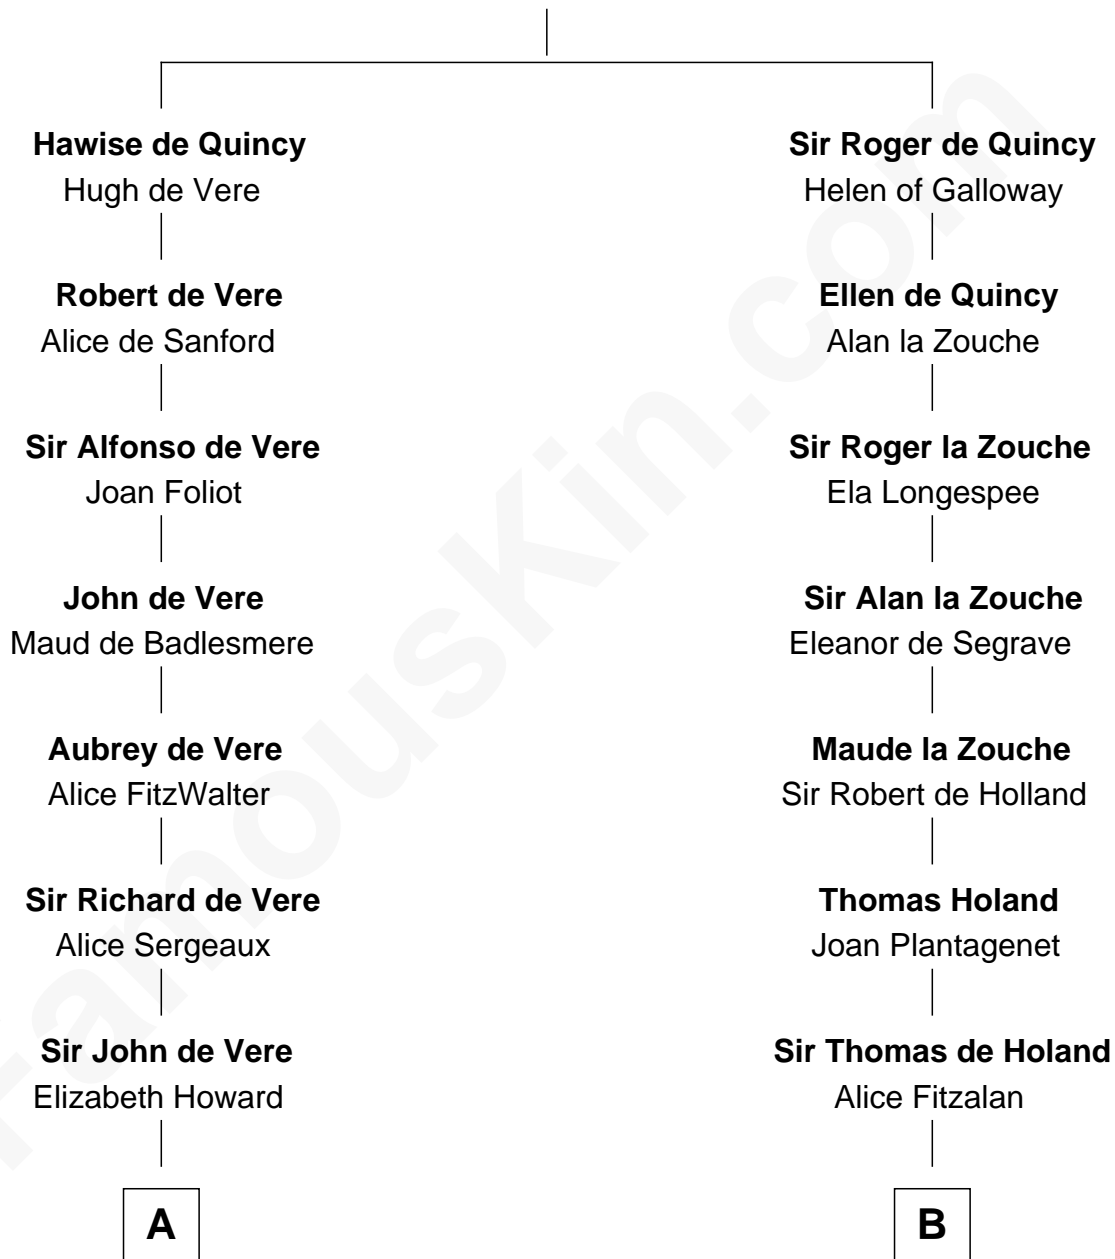 Hawise de Quincy
Hugh de Vere
Robert de Vere
Alice de Sanford
Sir Alfonso de Vere
Joan Foliot
John de Vere
Maud de Badlesmere
Aubrey de Vere
Alice FitzWalter
Sir Richard de Vere
Alice Sergeaux
Sir John de Vere
Elizabeth Howard
A
Sir Roger de Quincy
Helen of Galloway
Ellen de Quincy
Alan la Zouche
Sir Roger la Zouche
Ela Longespee
Sir Alan la Zouche
Eleanor de Segrave
Maude la Zouche
Sir Robert de Holland
Thomas Holand
Joan Plantagenet
Sir Thomas de Holand
Alice Fitzalan
B
FamousKin.com